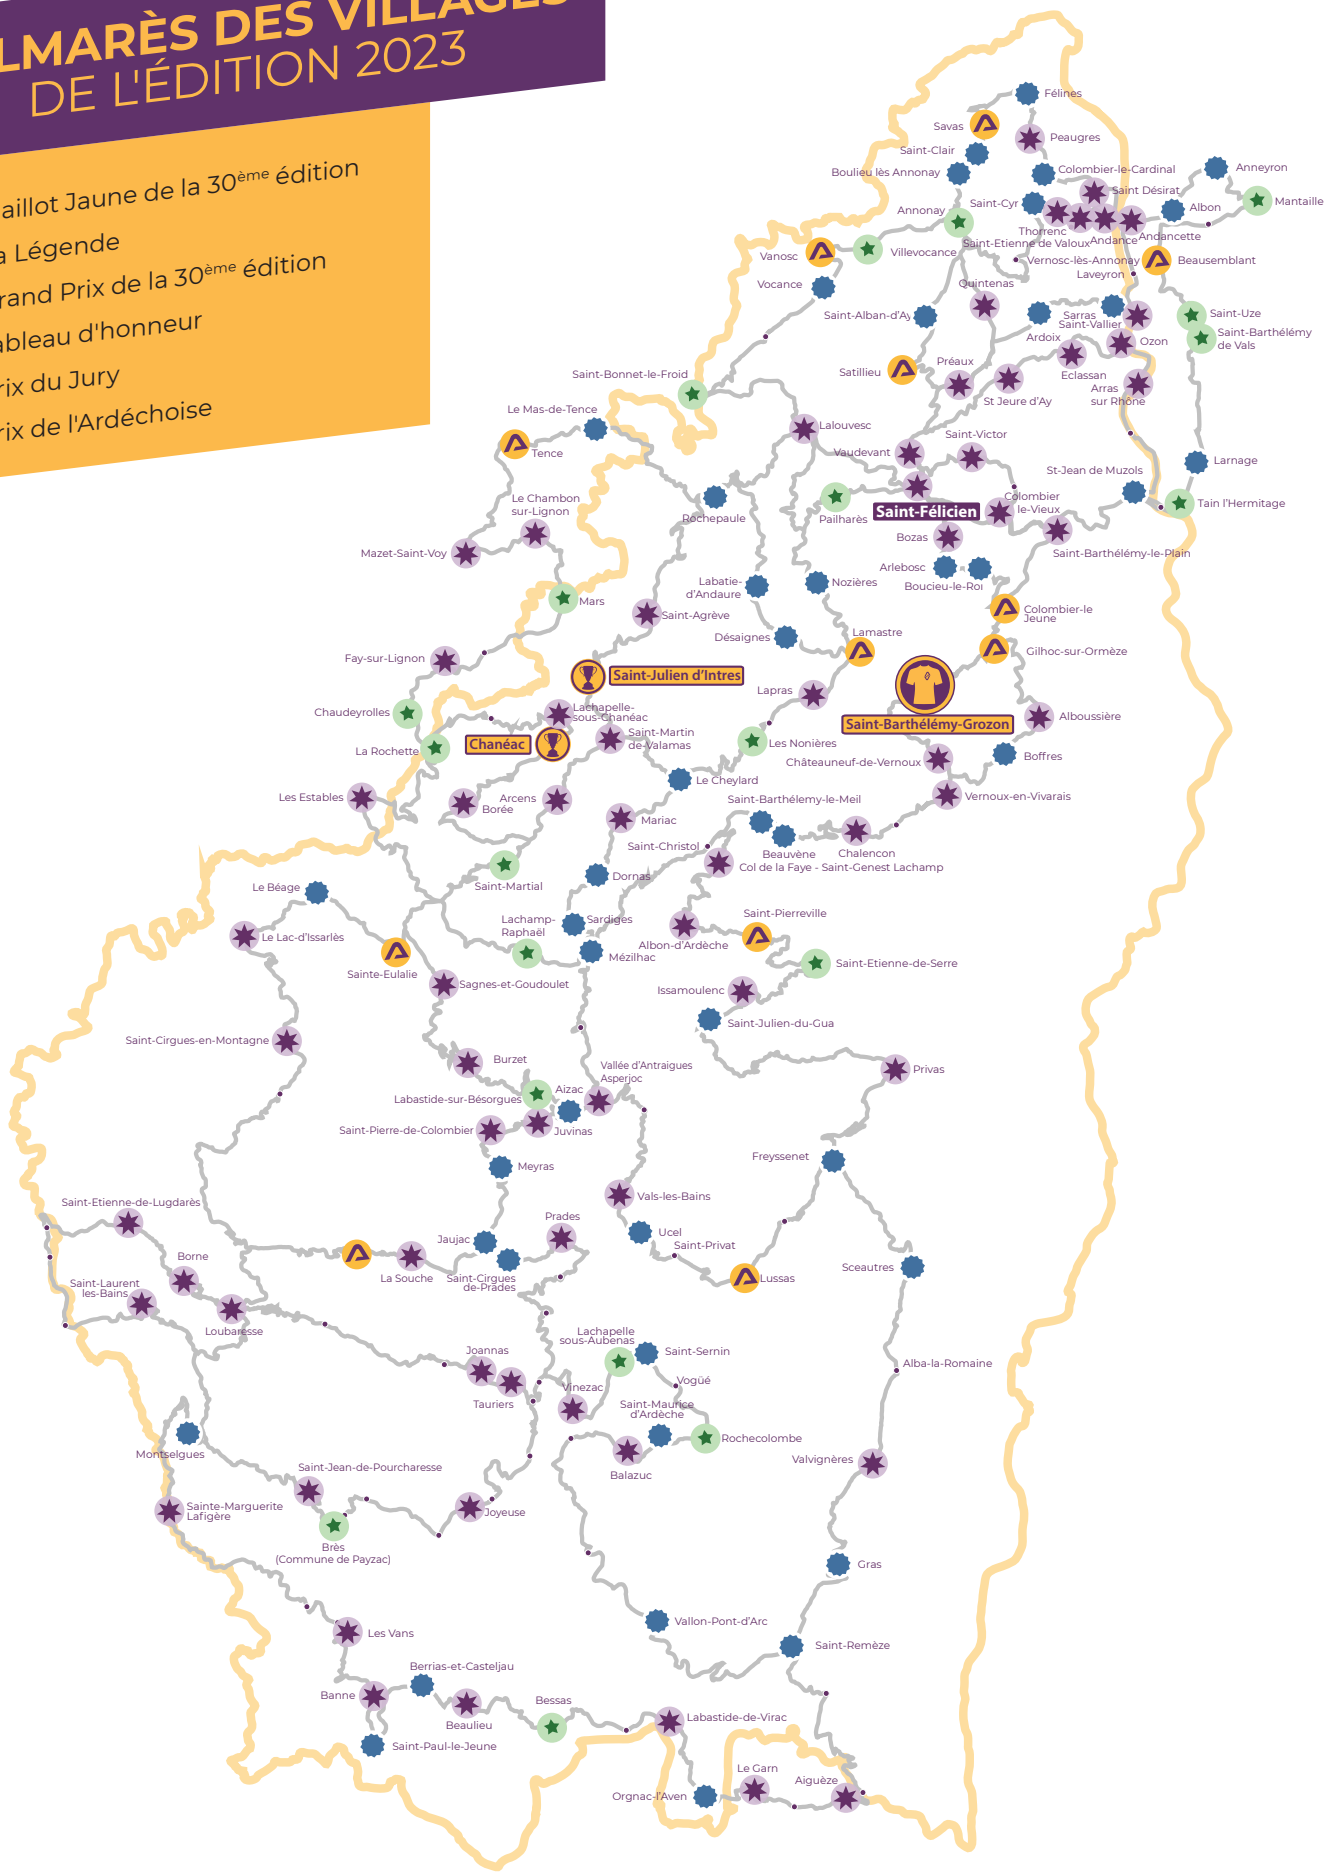 LMARÈS DES VILLAGES
DE L'ÉDITION 2023
aillot Jaune de la 30ème édition
a Légende
rand Prix de la 30ème édition
ableau d'honneur
rix du Jury
rix de l'Ardéchoise
Félines
Savas
Peaugres
Saint-Clair
Boulieu lès Annonay
Colombier-le-Cardinal
Anneyron
Saint Désirat
Saint-Cyr
Annonay
Albon
Mantaille
Thorrenc
Andance
Andancette
Saint-Etienne de Valoux
Villevocance
Vanosc
Vernosc-lès-Annonay
Beausemblant
Laveyron
Vocance
Quintenas
Saint-Alban-d'Ay
Sarras
Saint-Uze
Saint-Vallier
Saint-Barthélémy
de Vals
Ardoix
Ozon
Préaux
Satillieu
Eclassan
Saint-Bonnet-le-Froid
Arras
sur Rhône
St Jeure d'Ay
Le Mas-de-Tence
Lalouvesc
Saint-Victor
Tence
Vaudevant
Larnage
St-Jean de Muzols
Le Chambon
sur-Lignon
Colombier
le-Vieux
Tain l'Hermitage
Rochepaule
Pailharès
Saint-Félicien
Bozas
Mazet-Saint-Voy
Saint-Barthélémy-le-Plain
Arlebosc
Boucieu-le-Roi
Labatie-
d'Andaure
Nozières
Mars
Colombier-le
Jeune
Saint-Agrève
Désaignes
Lamastre
Fay-sur-Lignon
Gilhoc-sur-Ormèze
Saint-Julien d'Intres
Lapras
Chaudeyrolles
Lachapelle-
sous-Chanéac
Alboussière
Saint-Barthélémy-Grozon
Saint-Martin
de-Valamas
Chanéac
La Rochette
Les Nonières
Boffres
Châteauneuf-de-Vernoux
Le Cheylard
Les Estables
Arcens
Borée
Saint-Barthélemy-le-Meil
Vernoux-en-Vivarais
Mariac
Saint-Christol
Beauvène
Chalencon
Col de la Faye - Saint-Genest Lachamp
Dornas
Saint-Martial
Le Béage
Saint-Pierreville
Lachamp-
Raphaël
Sardiges
Le Lac-d'Issarlès
Albon-d'Ardèche
Mézilhac
Saint-Etienne-de-Serre
Sainte-Eulalie
Sagnes-et-Goudoulet
Issamoulenc
Saint-Julien-du-Gua
Saint-Cirgues-en-Montagne
Burzet
Vallée d'Antraigues
Asperjoc
Privas
Aizac
Labastide-sur-Bésorgues
Saint-Pierre-de-Colombier
Juvinas
Freyssenet
Meyras
Vals-les-Bains
Saint-Etienne-de-Lugdarès
Prades
Ucel
Jaujac
Saint-Privat
Borne
Sceautres
La Souche
Saint-Cirgues
de-Prades
Lussas
Saint-Laurent
les-Bains
Loubaresse
Lachapelle
sous-Aubenas
Joannas
Saint-Sernin
Alba-la-Romaine
Vogüé
Vinezac
Tauriers
Saint-Maurice
d'Ardèche
Rochecolombe
Montselgues
Balazuc
Valvignères
Saint-Jean-de-Pourcharesse
Sainte-Marguerite
Lafigère
Joyeuse
Brès
(Commune de Payzac)
Gras
Vallon-Pont-d'Arc
Les Vans
Saint-Remèze
Berrias-et-Casteljau
Banne
Bessas
Beaulieu
Labastide-de-Virac
Saint-Paul-le-Jeune
Le Garn
Aiguèze
Orgnac-l'Aven